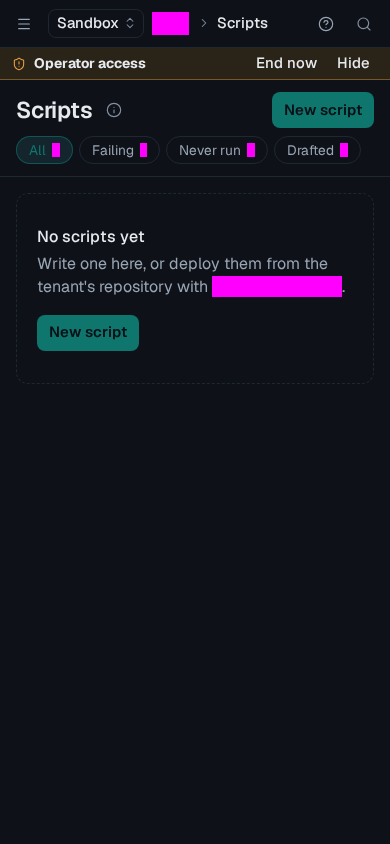 Sandbox
Scripts
Operator access
End now
Hide
Scripts
New script
All
Failing
Never run
Drafted
No scripts yet
Write one here, or deploy them from the
tenant's repository with .
New script